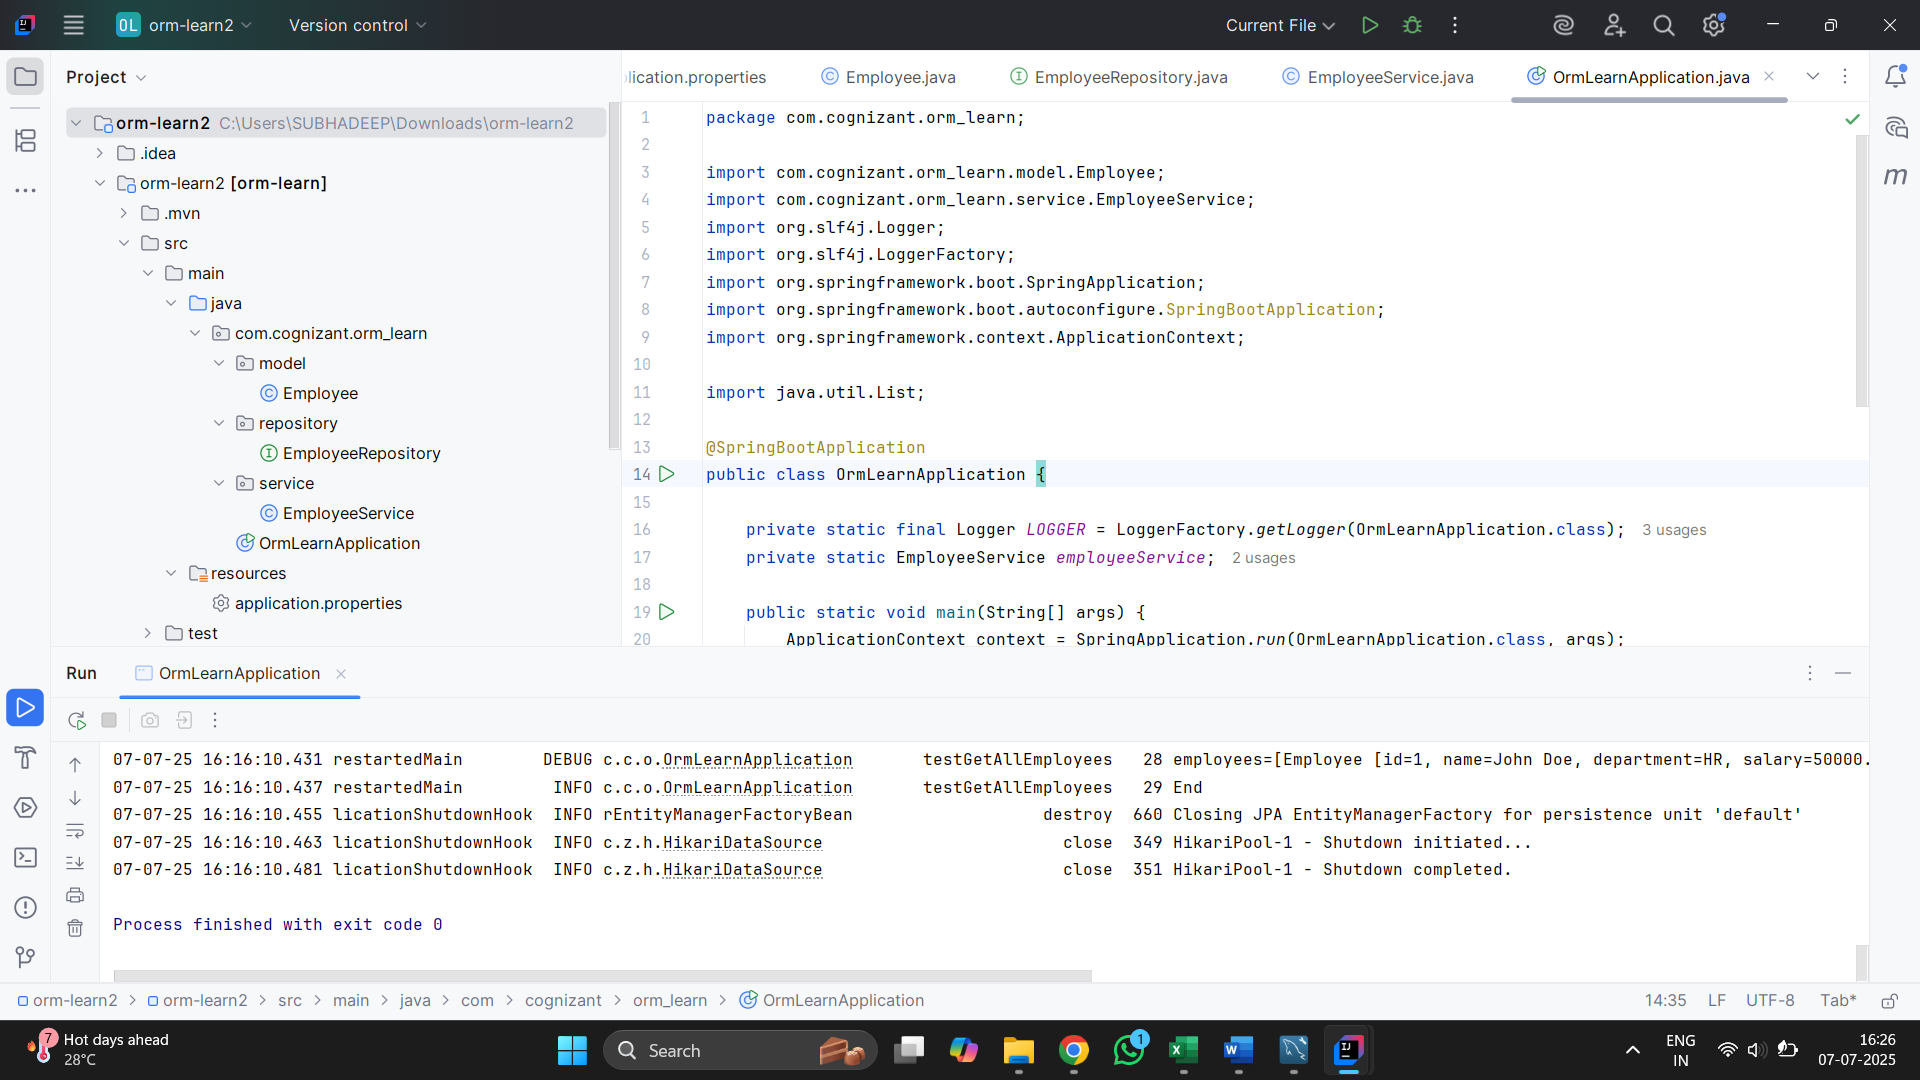 OL orm-learn2 Version control Current File
Project
orm-learn2 C:\Users\SUBHADEEP\Downloads\orm-learn2
.idea
orm-learn2 [orm-learn]
.mvn
src
main
java
com.cognizant.orm_learn
model
Employee
repository
EmployeeRepository
service
EmployeeService
OrmLearnApplication
resources
application.properties
test
lication.properties Employee.java EmployeeRepository.java EmployeeService.java OrmLearnApplication.java
1 package com.cognizant.orm_learn;
2
3 import com.cognizant.orm_learn.model.Employee;
4 import com.cognizant.orm_learn.service.EmployeeService;
5 import org.slf4j.Logger;
6 import org.slf4j.LoggerFactory;
7 import org.springframework.boot.SpringApplication;
8 import org.springframework.boot.autoconfigure.SpringBootApplication;
9 import org.springframework.context.ApplicationContext;
10
11 import java.util.List;
12
13 @SpringBootApplication
14 public class OrmLearnApplication {
15
16 private static final Logger LOGGER = LoggerFactory.getLogger(OrmLearnApplication.class); 3 usages
17 private static EmployeeService employeeService; 2 usages
18
19 public static void main(String[] args) {
20 ApplicationContext context = SpringApplication.run(OrmLearnApplication.class, args);
m
Run OrmLearnApplication
07-07-25 16:16:10.431 restartedMain DEBUG c.c.o.OrmLearnApplication testGetAllEmployees 28 employees=[Employee [id=1, name=John Doe, department=HR, salary=50000.
07-07-25 16:16:10.437 restartedMain INFO c.c.o.OrmLearnApplication testGetAllEmployees 29 End
07-07-25 16:16:10.455 licationShutdownHook INFO rEntityManagerFactoryBean destroy 660 Closing JPA EntityManagerFactory for persistence unit 'default'
07-07-25 16:16:10.463 licationShutdownHook INFO c.z.h.HikariDataSource close 349 HikariPool-1 - Shutdown initiated...
07-07-25 16:16:10.481 licationShutdownHook INFO c.z.h.HikariDataSource close 351 HikariPool-1 - Shutdown completed.
Process finished with exit code 0
orm-learn2 > orm-learn2 > src > main > java > com > cognizant > orm_learn > OrmLearnApplication 14:35 LF UTF-8 Tab*
7 Hot days ahead
28°C
Search
1
ENG
IN
16:26
07-07-2025